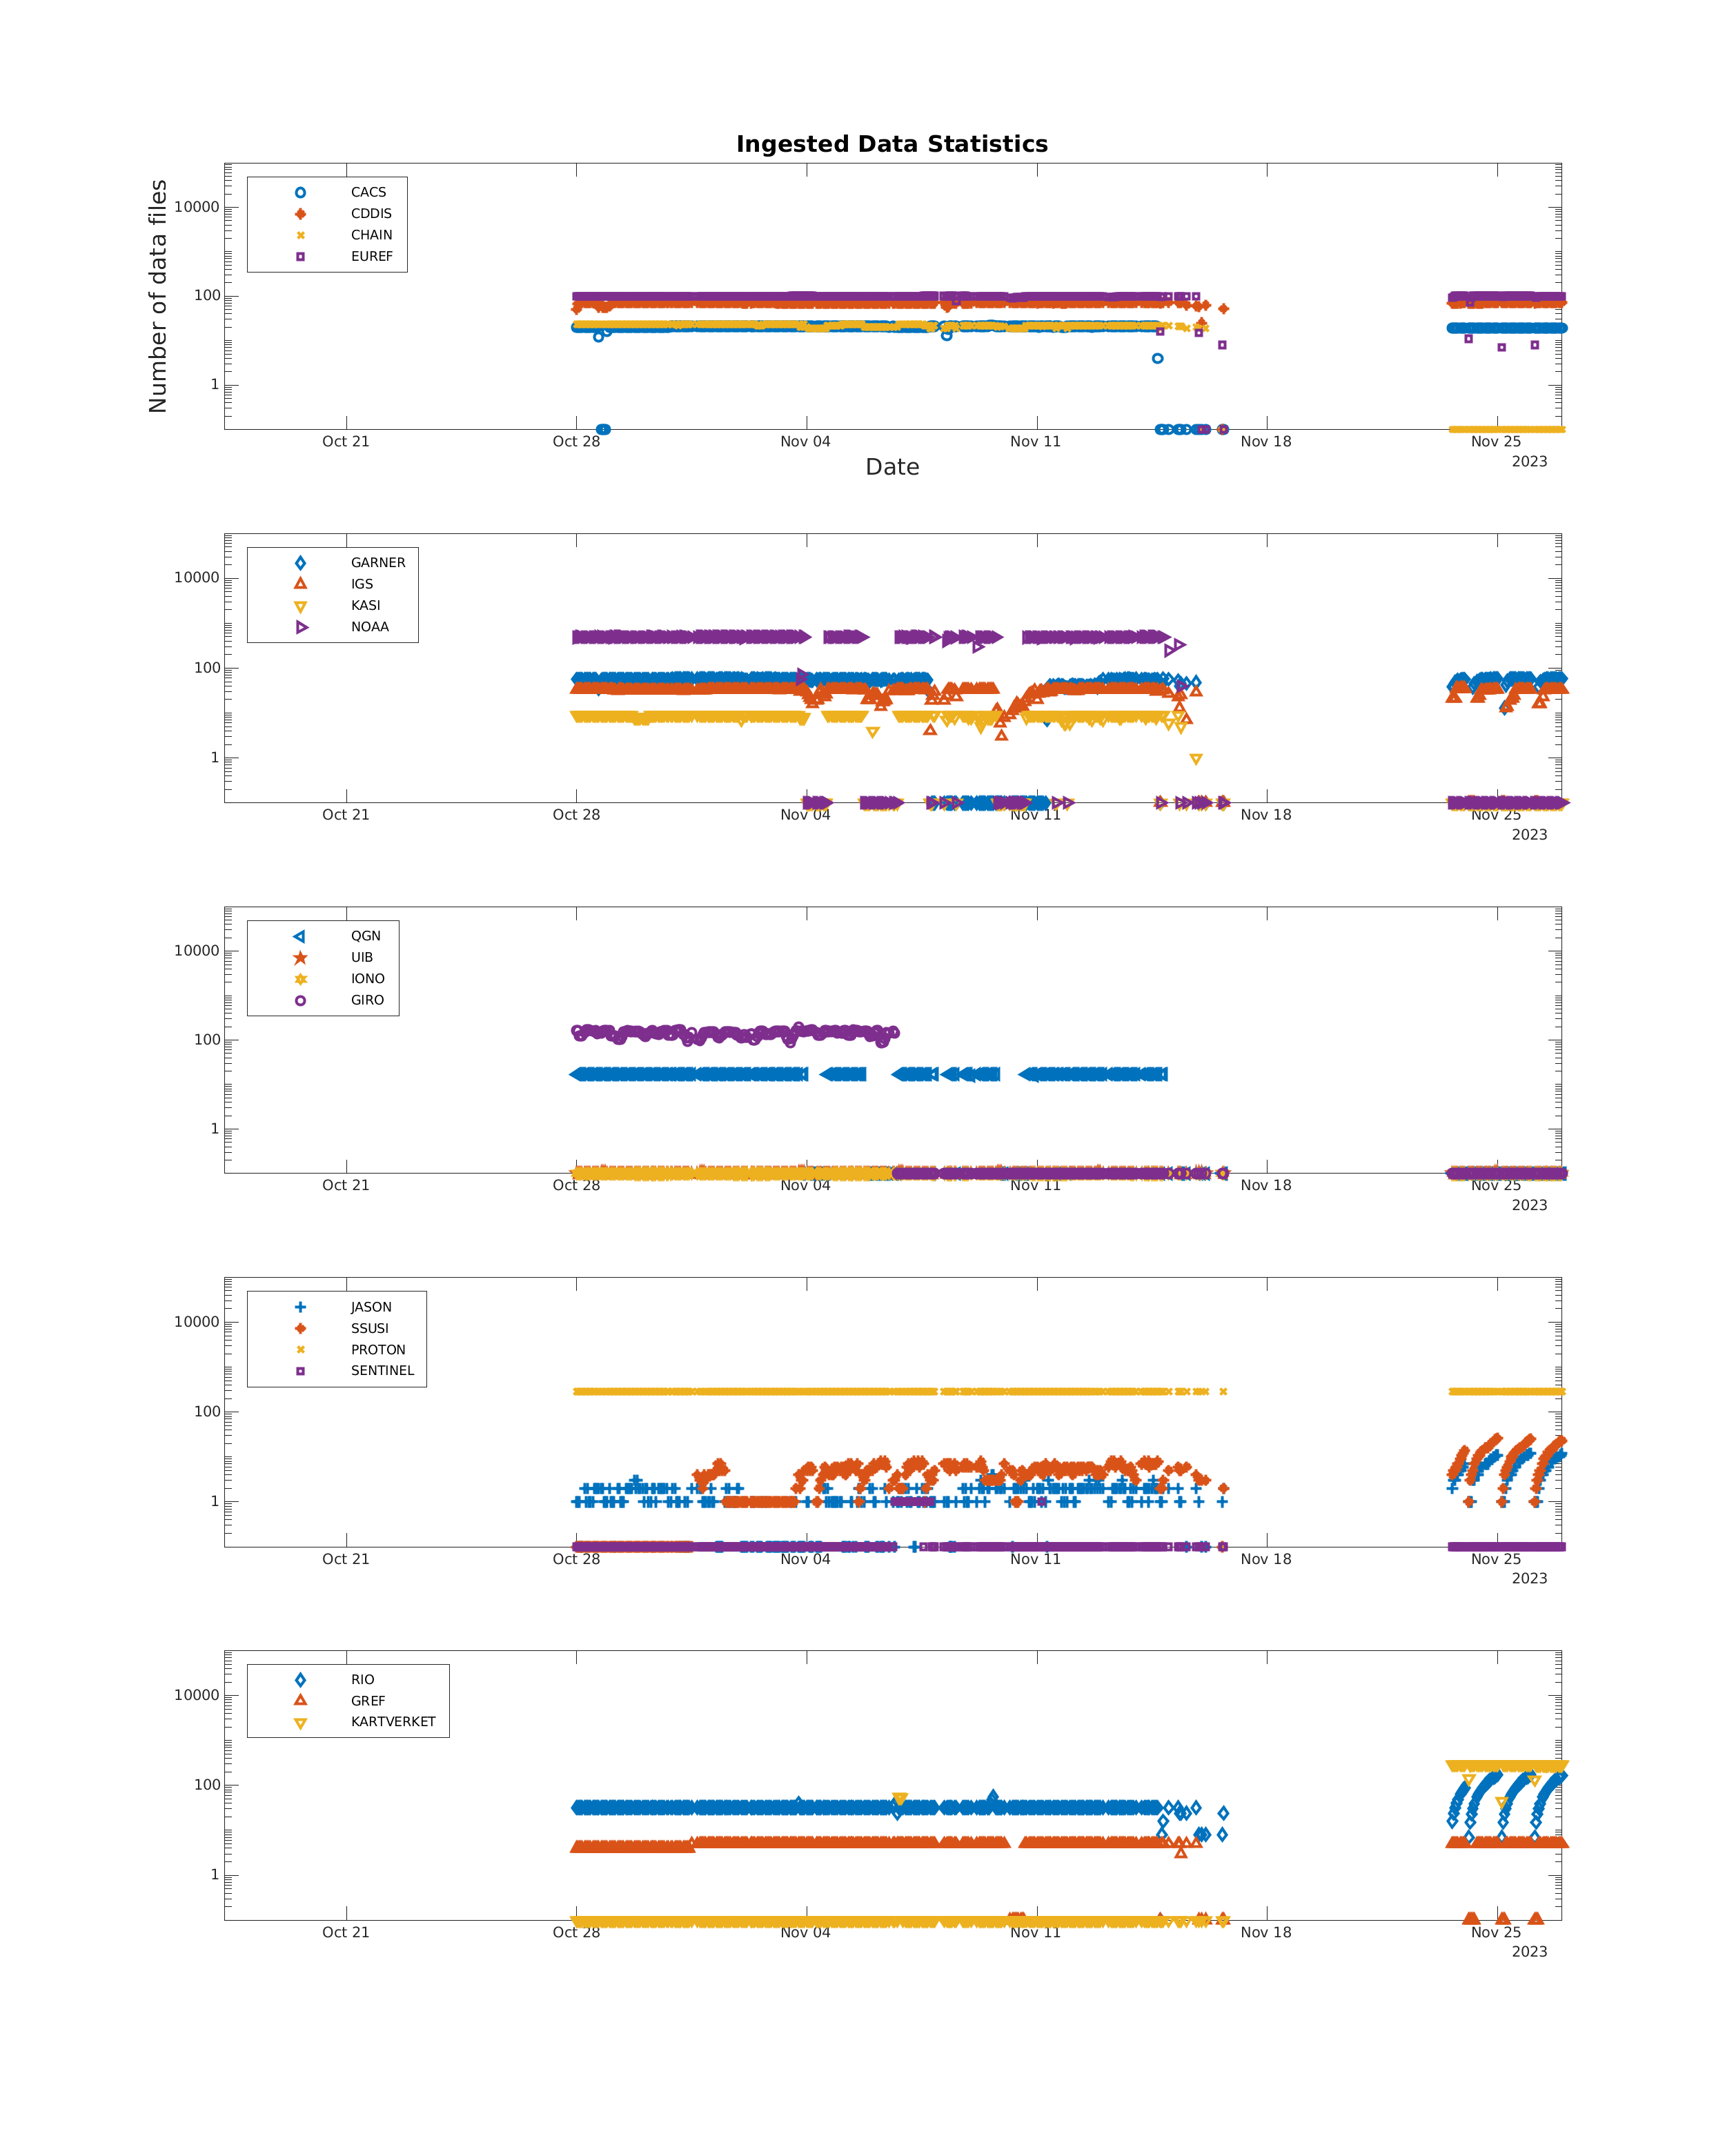 Ingested Data Statistics
Number of data files
10000
100
1
CACS
CDDIS
CHAIN
EUREF
Oct 21 Oct 28 Nov 04 Nov 11 Nov 18 Nov 25
2023
Date
10000
100
1
GARNER
IGS
KASI
NOAA
Oct 21 Oct 28 Nov 04 Nov 11 Nov 18 Nov 25
2023
10000
100
1
QGN
UIB
IONO
GIRO
Oct 21 Oct 28 Nov 04 Nov 11 Nov 18 Nov 25
2023
10000
100
1
JASON
SSUSI
PROTON
SENTINEL
Oct 21 Oct 28 Nov 04 Nov 11 Nov 18 Nov 25
2023
10000
100
1
RIO
GREF
KARTVERKET
Oct 21 Oct 28 Nov 04 Nov 11 Nov 18 Nov 25
2023